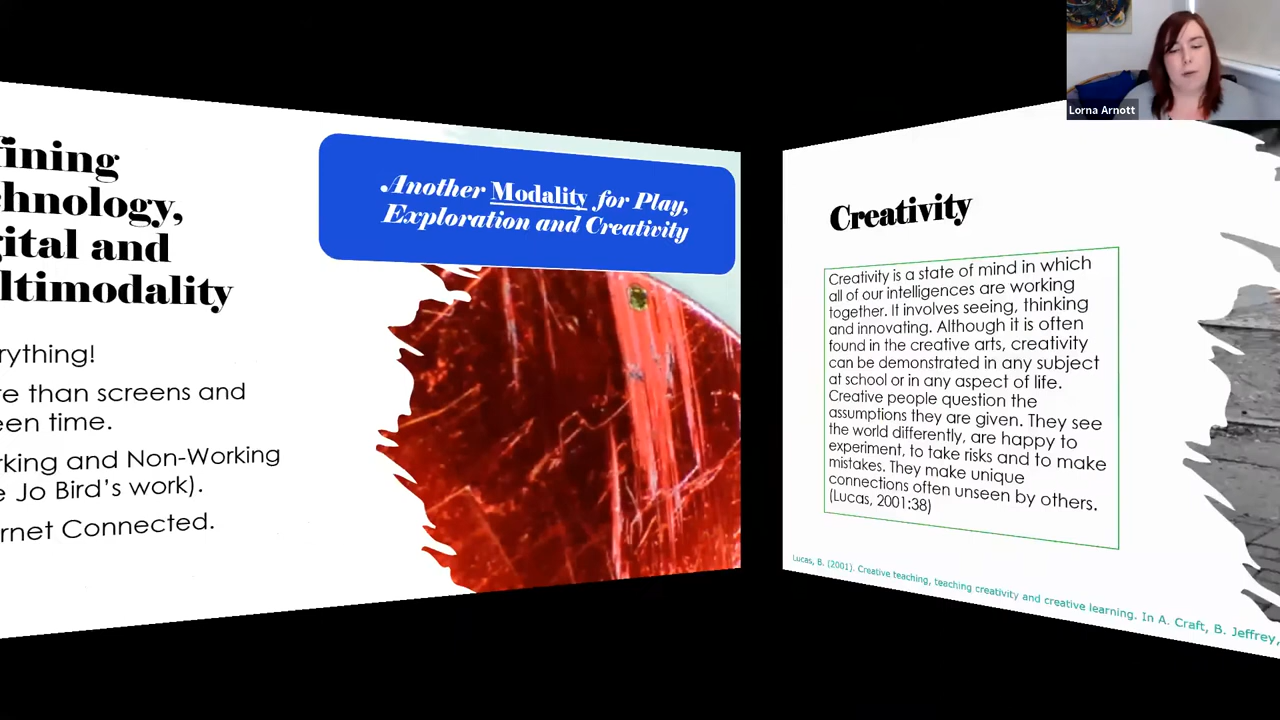 fining
chnology,
gital and
ltimodality
rything!
re than screens and
een time.
rking and Non-Working
e Jo Bird's work).
rnet Connected.
Another Modality for Play,
Exploration and Creativity
Creativity
Creativity is a state of mind in which
all of our intelligences are working
together. It involves seeing, thinking
and innovating. Although it is often
found in the creative arts, creativity
can be demonstrated in any subject
at school or in any aspect of life.
Creative people question the
assumptions they are given. They see
the world differently, are happy to
experiment, to take risks and to make
mistakes. They make unique
connections often unseen by others.
(Lucas, 2001:38)
Lucas, B. (2001). Creative teaching, teaching creativity and creative learning. In A. Craft, B. Jeffrey,
Lorna Arnott